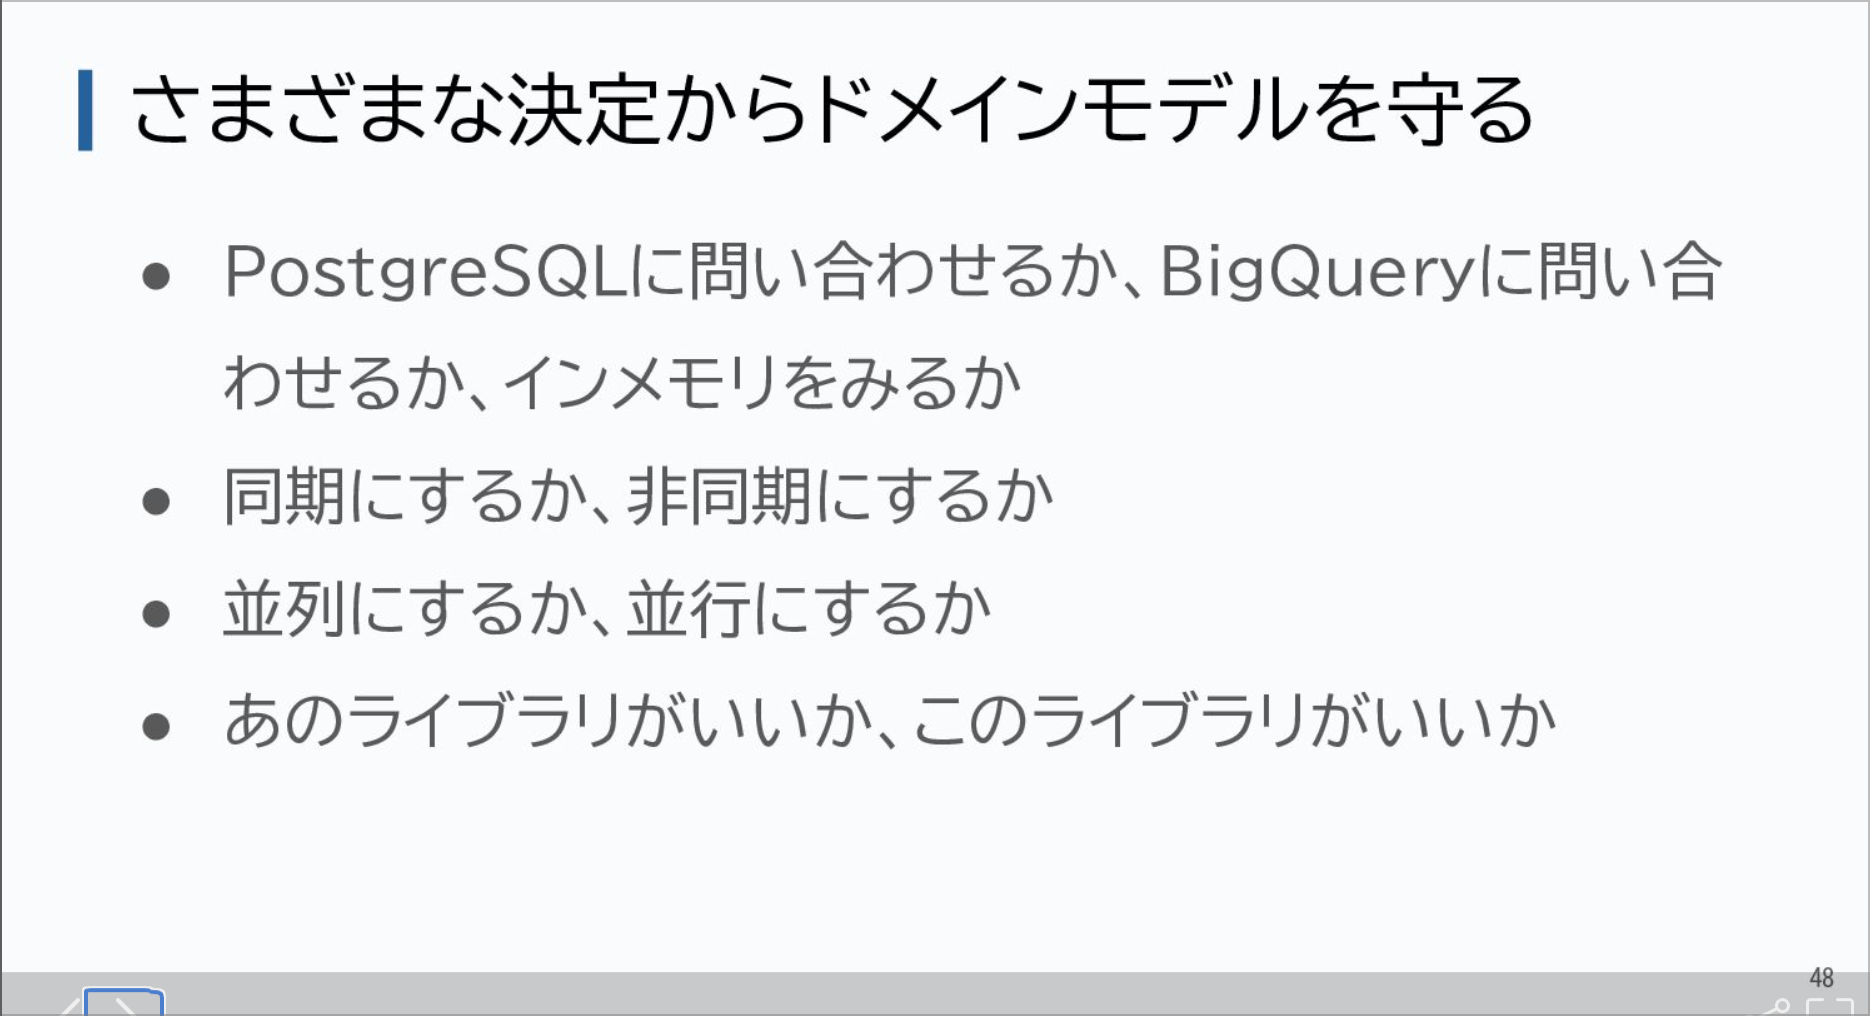 さまざまな決定からドメインモデルを守る
● PostgreSQLに問い合わせるか、BigQueryに問い合
わせるか、インメモリをみるか
● 同期にするか、非同期にするか
● 並列にするか、並行にするか
● あのライブラリがいいか、このライブラリがいいか
48